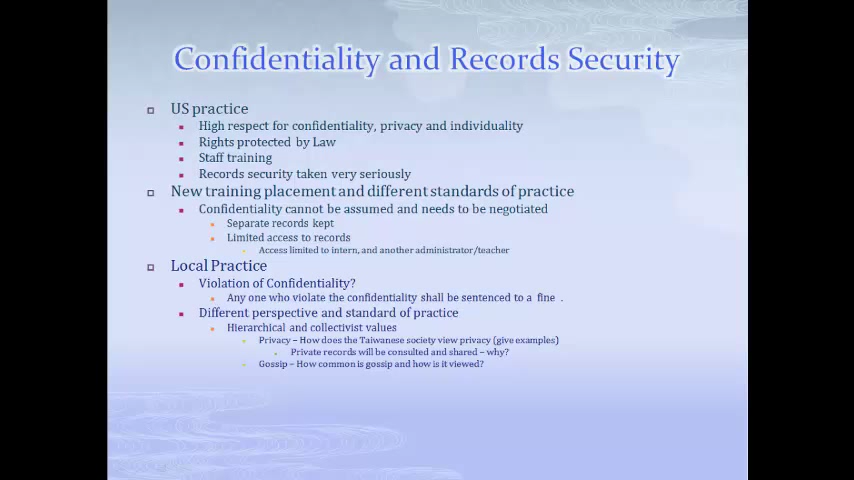 Confidentiality and Records Security
US practice
High respect for confidentiality, privacy and individuality
Rights protected by Law
Staff training
Records security taken very seriously
New training placement and different standards of practice
Confidentiality cannot be assumed and needs to be negotiated
Separate records kept
Limited access to records
Access limited to intern, and another administrator/teacher
Local Practice
Violation of Confidentiality?
Any one who violate the confidentiality shall be sentenced to a fine .
Different perspective and standard of practice
Hierarchical and collectivist values
Privacy – How does the Taiwanese society view privacy (give examples)
Private records will be consulted and shared – why?
Gossip – How common is gossip and how is it viewed?